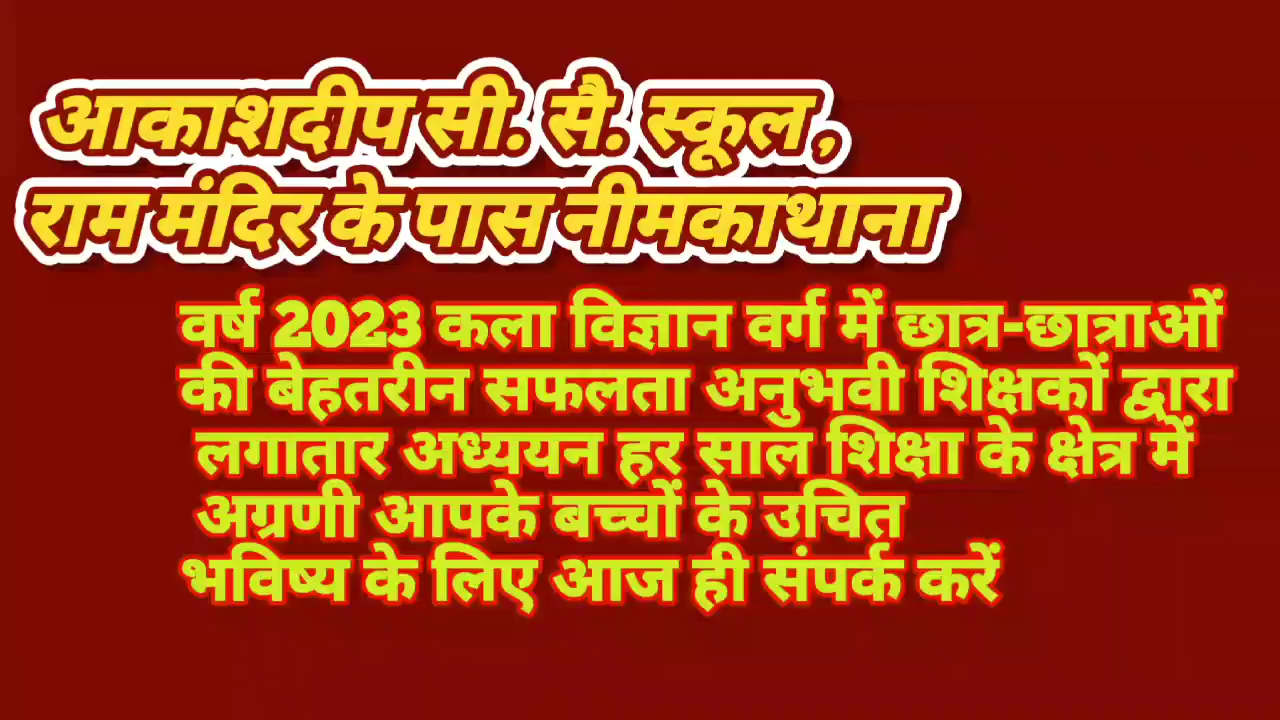 आकाशदीप सी. सै. स्कूल ,
राम मंदिर के पास नीमकाथाना
वर्ष 2023 कला विज्ञान वर्ग में छात्र-छात्राओं
की बेहतरीन सफलता अनुभवी शिक्षकों द्वारा
लगातार अध्ययन हर साल शिक्षा के क्षेत्र में
अग्रणी आपके बच्चों के उचित
भविष्य के लिए आज ही संपर्क करें